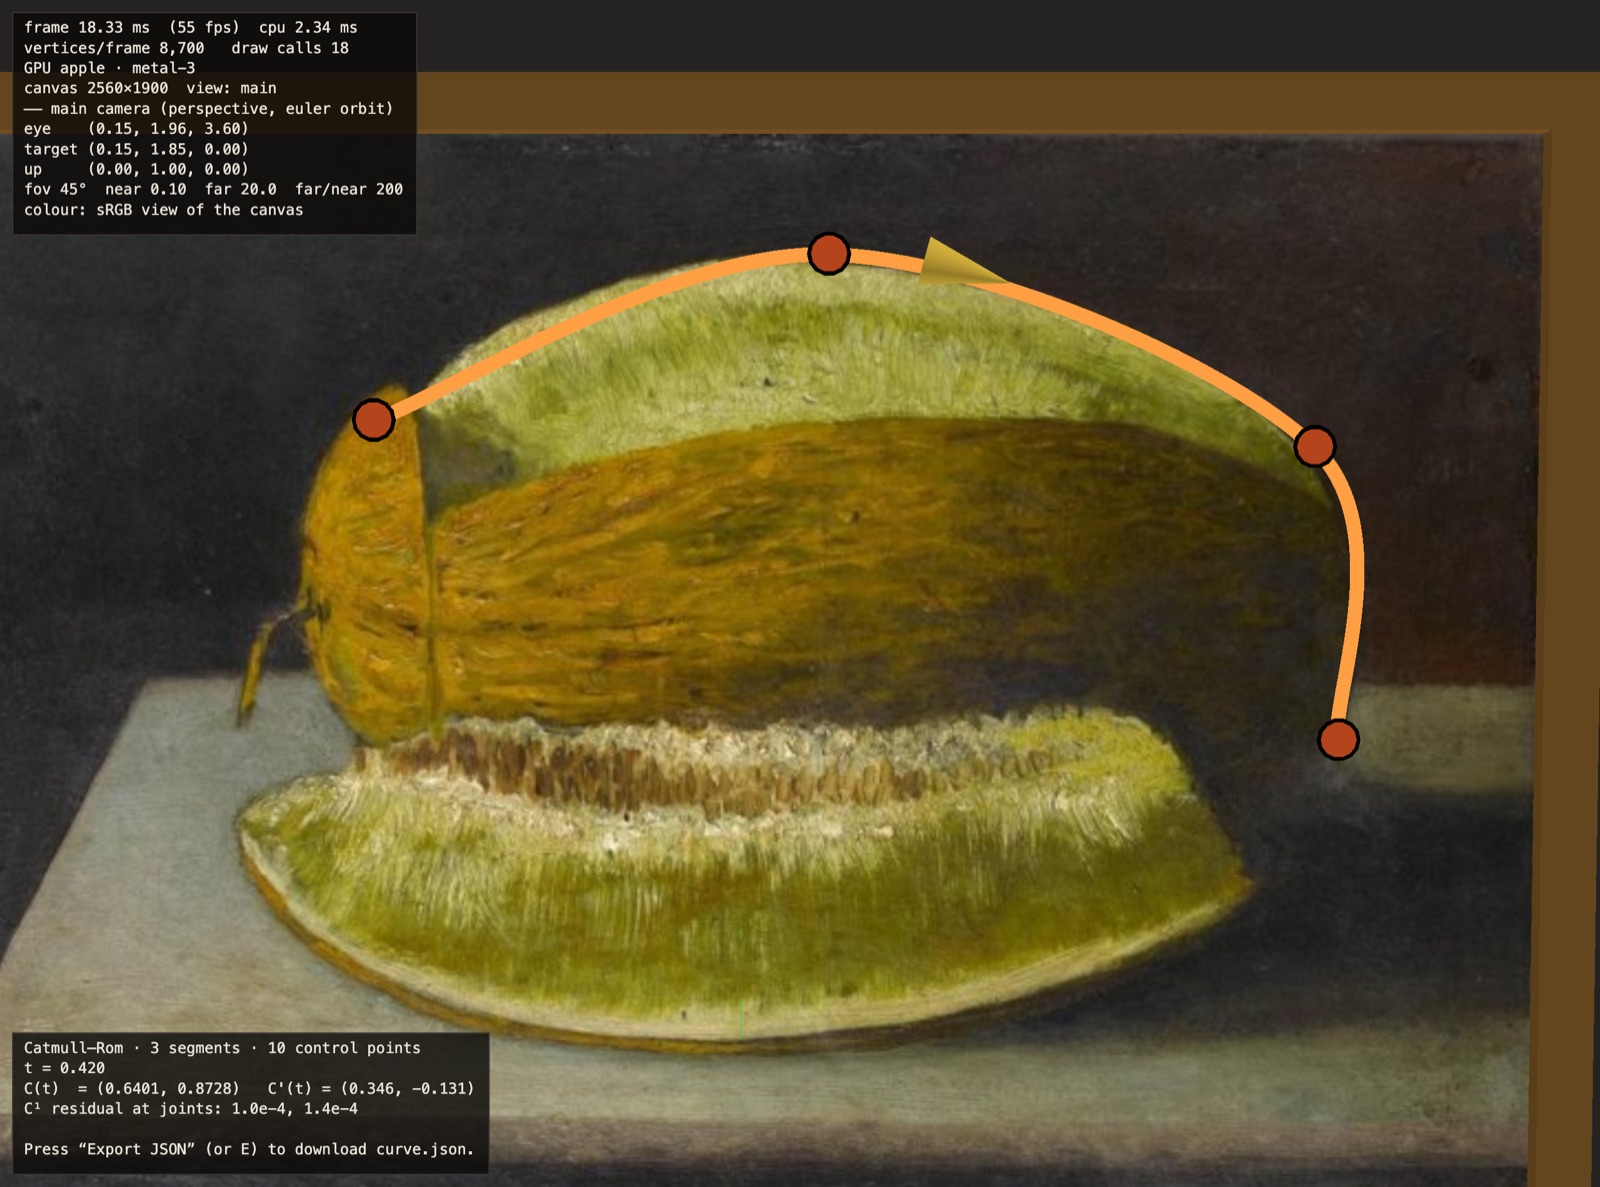 frame 18.33 ms  (55 fps)  cpu 2.34 ms
vertices/frame 8,700   draw calls 18
GPU apple · metal-3
canvas 2560×1900  view: main
—— main camera (perspective, euler orbit)
eye    (0.15, 1.96, 3.60)
target (0.15, 1.85, 0.00)
up     (0.00, 1.00, 0.00)
fov 45°  near 0.10  far 20.0  far/near 200
colour: sRGB view of the canvas
Catmull–Rom · 3 segments · 10 control points
t = 0.420
C(t)  = (0.6401, 0.8728)   C'(t) = (0.346, −0.131)
C¹ residual at joints: 1.0e−4, 1.4e−4
Press “Export JSON” (or E) to download curve.json.